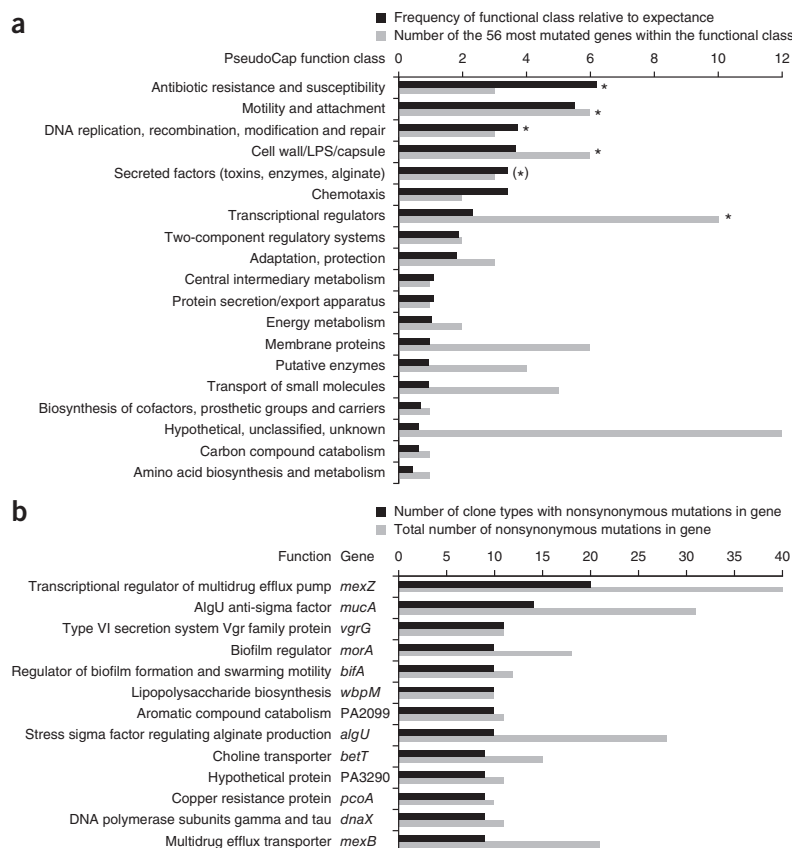 a
Frequency of functional class relative to expectance
Number of the 56 most mutated genes within the functional class
PseudoCap function class 0 2 4 6 8 10 12
Antibiotic resistance and susceptibility *
Motility and attachment *
DNA replication, recombination, modification and repair *
Cell wall/LPS/capsule *
Secreted factors (toxins, enzymes, alginate) (*)
Chemotaxis
Transcriptional regulators *
Two-component regulatory systems
Adaptation, protection
Central intermediary metabolism
Protein secretion/export apparatus
Energy metabolism
Membrane proteins
Putative enzymes
Transport of small molecules
Biosynthesis of cofactors, prosthetic groups and carriers
Hypothetical, unclassified, unknown
Carbon compound catabolism
Amino acid biosynthesis and metabolism
b
Number of clone types with nonsynonymous mutations in gene
Total number of nonsynonymous mutations in gene
Function Gene 0 5 10 15 20 25 30 35 40
Transcriptional regulator of multidrug efflux pump mexZ
AlgU anti-sigma factor mucA
Type VI secretion system Vgr family protein vgrG
Biofilm regulator morA
Regulator of biofilm formation and swarming motility bifA
Lipopolysaccharide biosynthesis wbpM
Aromatic compound catabolism PA2099
Stress sigma factor regulating alginate production algU
Choline transporter betT
Hypothetical protein PA3290
Copper resistance protein pcoA
DNA polymerase subunits gamma and tau dnaX
Multidrug efflux transporter mexB